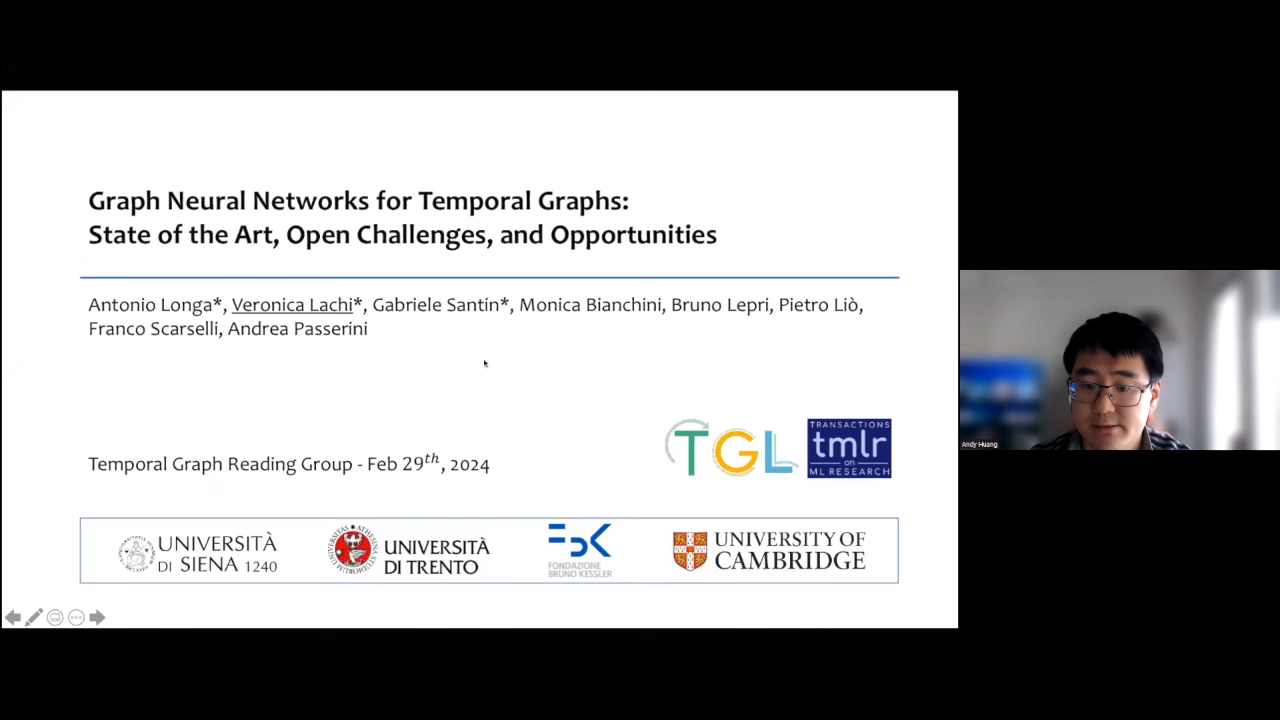 Graph Neural Networks for Temporal Graphs:
State of the Art, Open Challenges, and Opportunities
Antonio Longa*, Veronica Lachi*, Gabriele Santin*, Monica Bianchini, Bruno Lepri, Pietro Liò,
Franco Scarselli, Andrea Passerini
Temporal Graph Reading Group - Feb 29th, 2024
TGL
TRANSACTIONS
tmlr
on
ML RESEARCH
UNIVERSITÀ
DI SIENA 1240
UNIVERSITÀ
DI TRENTO
FBK
FONDAZIONE
BRUNO KESSLER
UNIVERSITY OF
CAMBRIDGE
Andy Huang